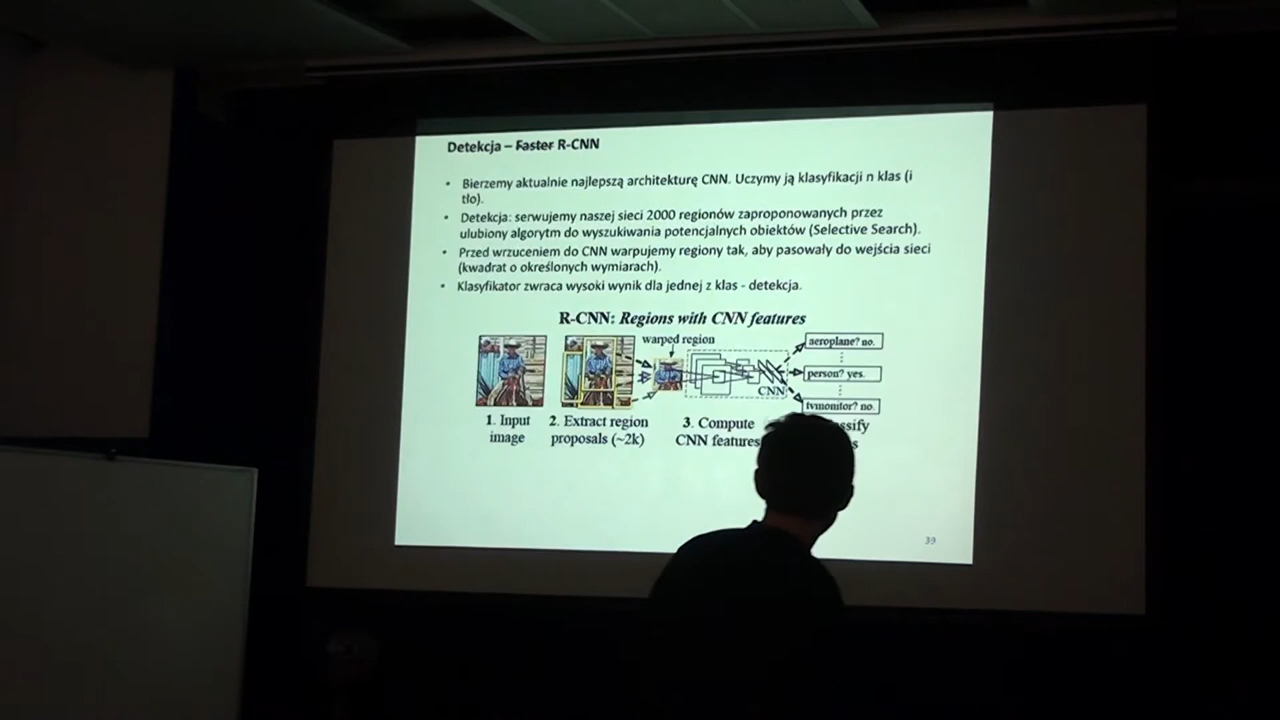 Detekcja – Faster R-CNN
• Bierzemy aktualnie najlepszą architekturę CNN. Uczymy ją klasyfikacji n klas (i
tło).
• Detekcja: serwujemy naszej sieci 2000 regionów zaproponowanych przez
ulubiony algorytm do wyszukiwania potencjalnych obiektów (Selective Search).
• Przed wrzuceniem do CNN warpujemy regiony tak, aby pasowały do wejścia sieci
(kwadrat o określonych wymiarach).
• Klasyfikator zwraca wysoki wynik dla jednej z klas - detekcja.
R-CNN: Regions with CNN features
warped region
aeroplane? no.
person? yes.
tvmonitor? no.
CNN
1. Input
image
2. Extract region
proposals (~2k)
3. Compute
CNN features
39